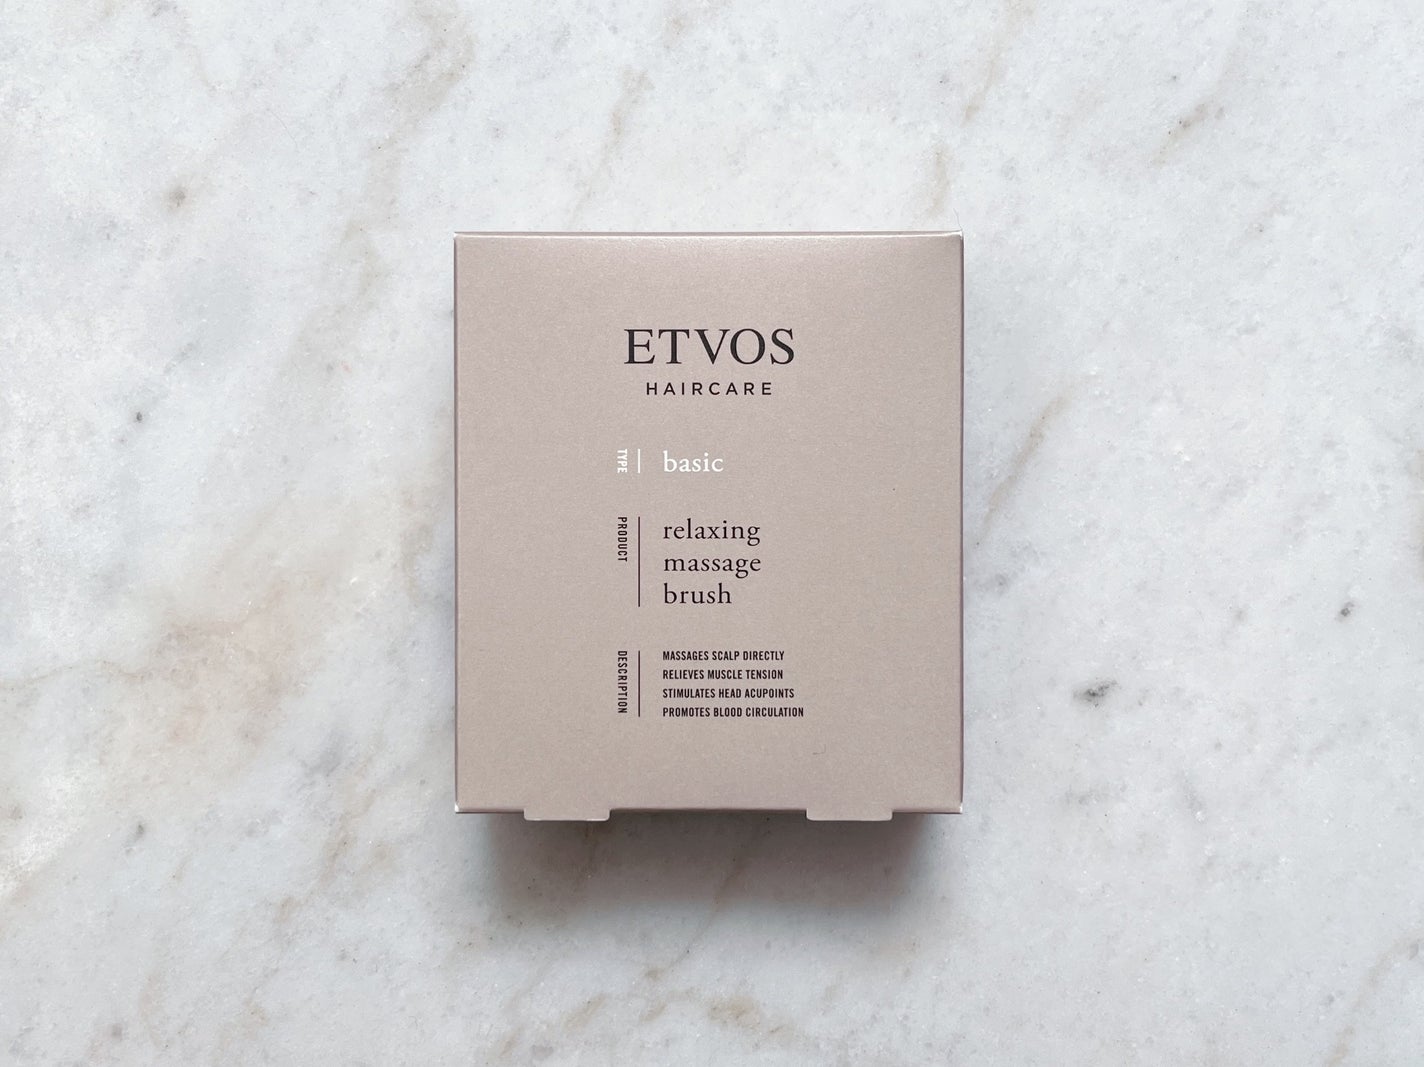 ETVOS
HAIRCARE
TYPE
basic
PRODUCT
relaxing
massage
brush
DESCRIPTION
MASSAGES SCALP DIRECTLY
RELIEVES MUSCLE TENSION
STIMULATES HEAD ACUPOINTS
PROMOTES BLOOD CIRCULATION